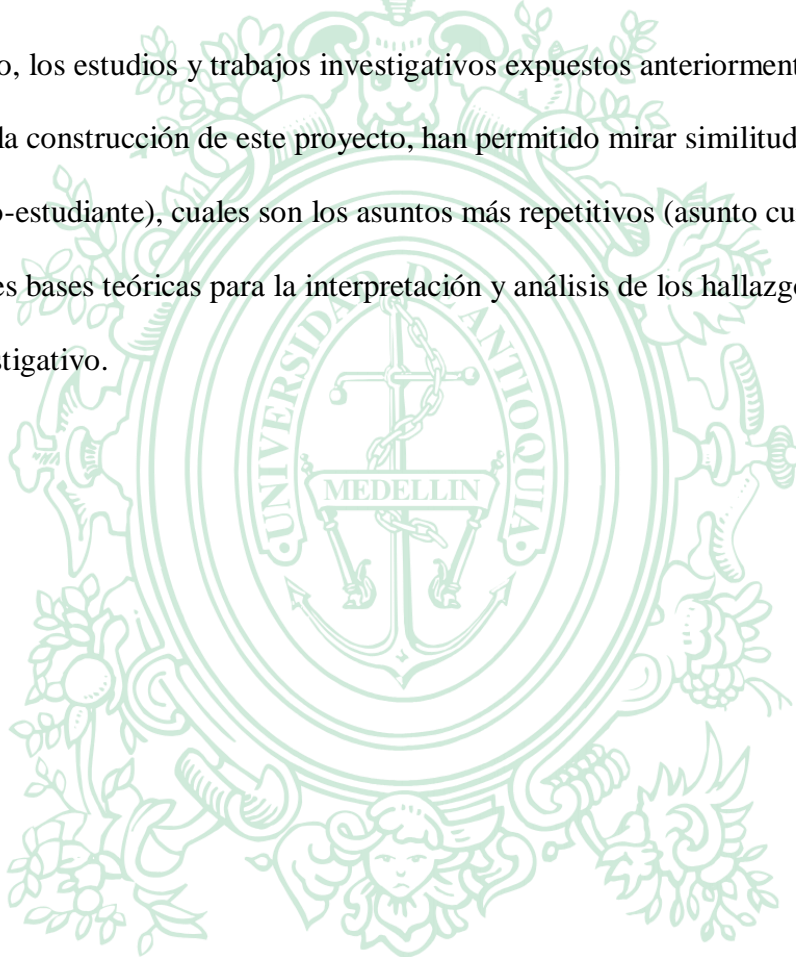 o, los estudios y trabajos investigativos expuestos anteriorment
la construcción de este proyecto, han permitido mirar similitud
o-estudiante), cuales son los asuntos más repetitivos (asunto cu
es bases teóricas para la interpretación y análisis de los hallazgo
stigativo.
UNIVERSIDAD DE ANTIOQUIA
MEDELLIN